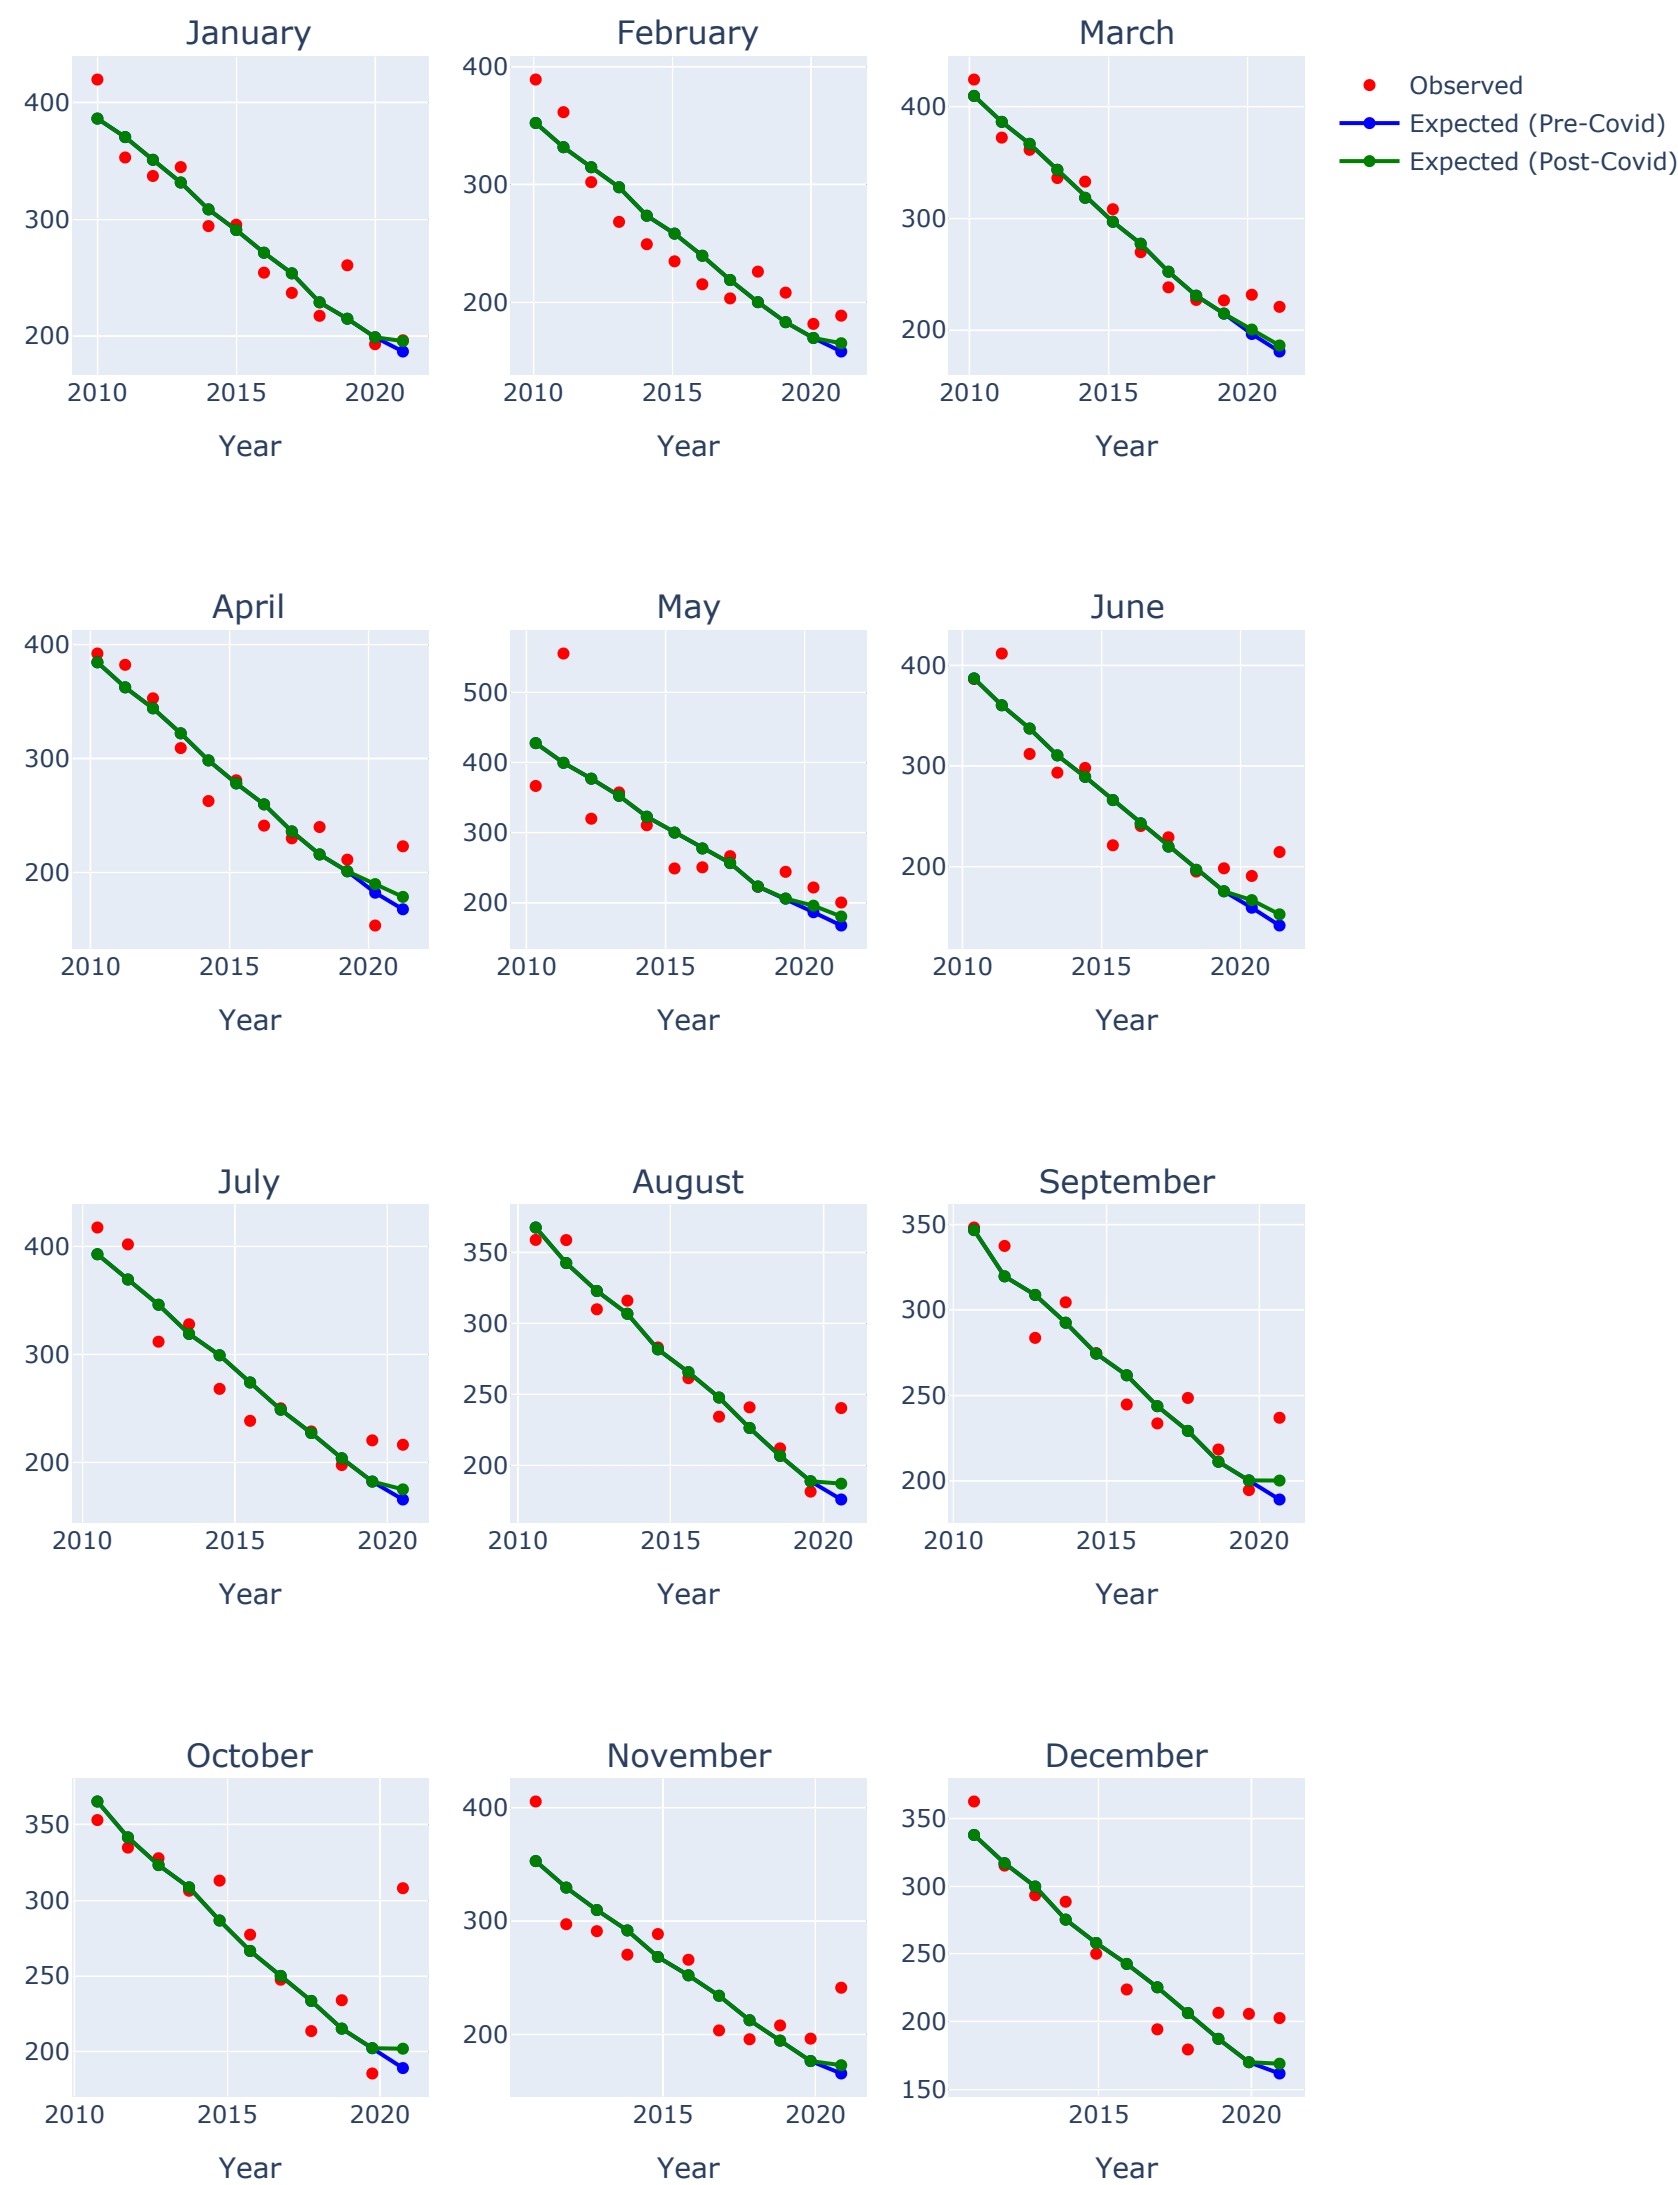 January February March
400 400 400
300 300 300
200 200 200
2010 2015 2020 2010 2015 2020 2010 2015 2020
Year Year Year
Observed
Expected (Pre-Covid)
Expected (Post-Covid)
April May June
400 500 400
300 400 300
200 300 200
200
2010 2015 2020 2010 2015 2020 2010 2015 2020
Year Year Year
July August September
400 350 350
300 300 300
200 250 250
200 200
2010 2015 2020 2010 2015 2020 2010 2015 2020
Year Year Year
October November December
350 400 350
300 300 300
250 200 250
200 200
150
2010 2015 2020 2015 2020 2015 2020
Year Year Year